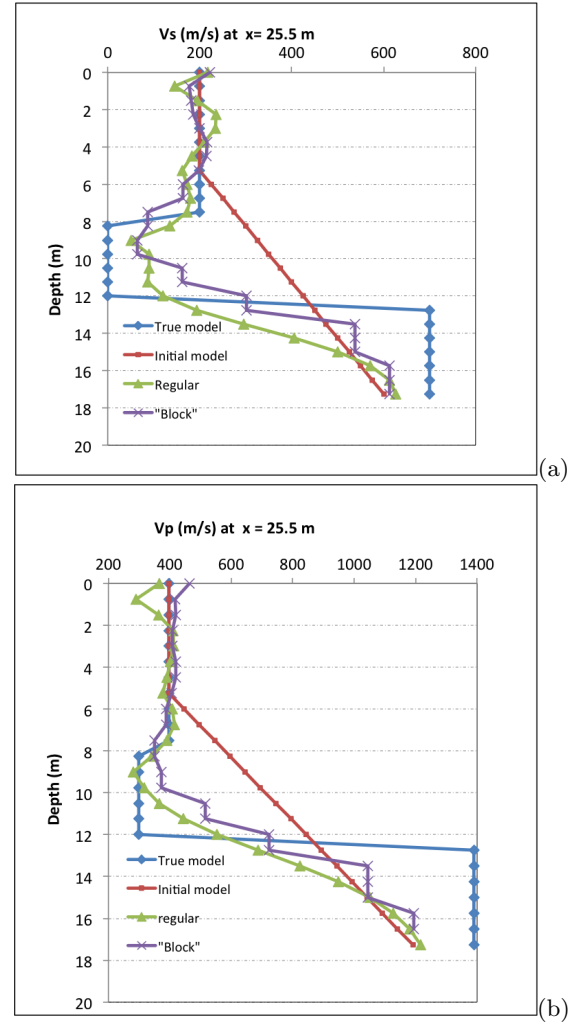 Vs (m/s) at x= 25.5 m
0 200 400 600 800
0
2
4
6
8
10
12
14
16
18
20
Depth (m)
True model
Initial model
Regular
"Block"
(a)
Vp (m/s) at x = 25.5 m
200 400 600 800 1000 1200 1400
0
2
4
6
8
10
12
14
16
18
20
Depth (m)
True model
Initial model
regular
"Block"
(b)